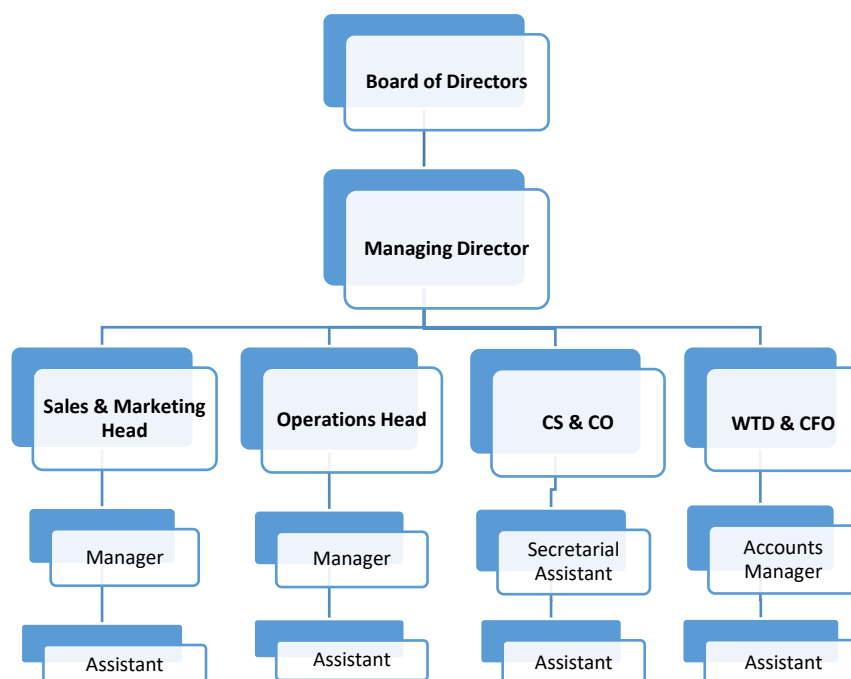 Board of Directors
Managing Director
Sales & Marketing
Head
Operations Head
CS & CO
WTD & CFO
Manager
Manager
Secretarial
Assistant
Accounts
Manager
Assistant
Assistant
Assistant
Assistant